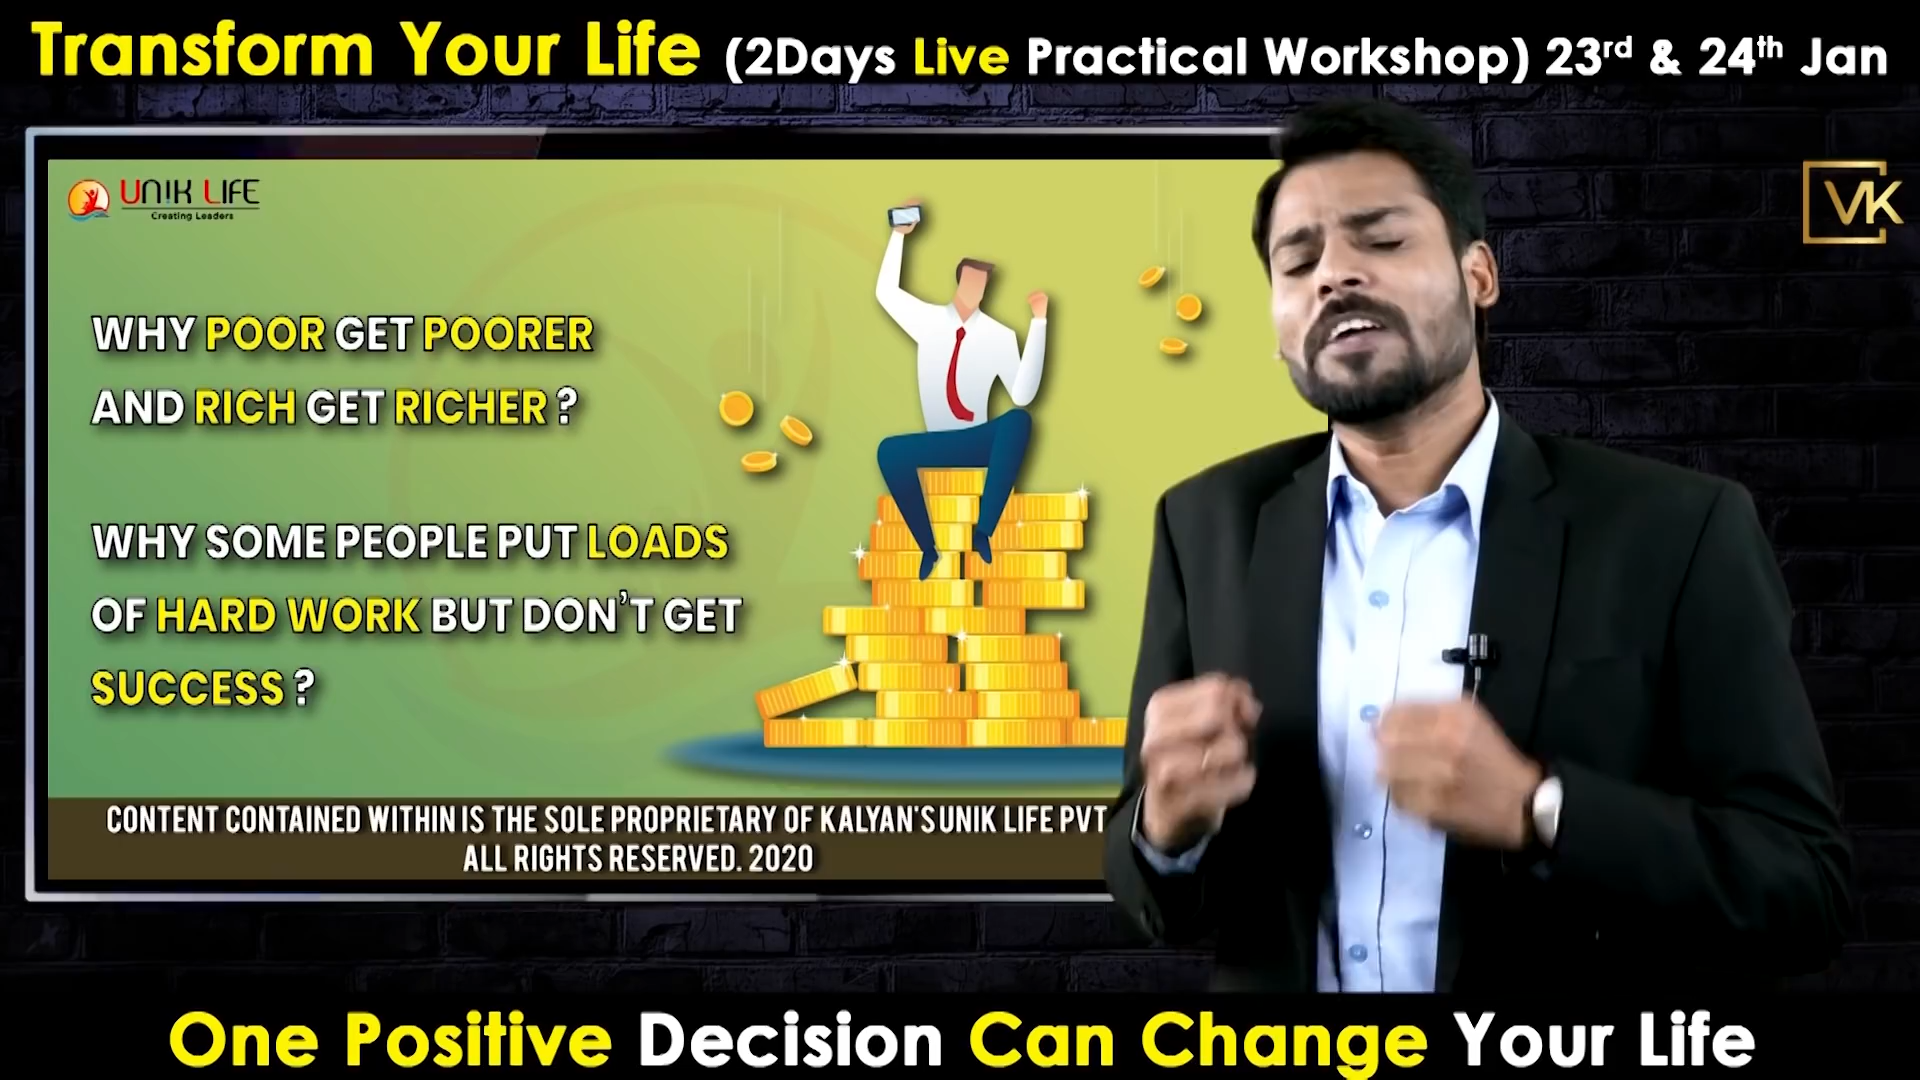 Transform Your Life (2Days Live Practical Workshop) 23rd & 24th Jan
UN!K LIFE
Creating Leaders
VK
WHY POOR GET POORER
AND RICH GET RICHER ?
WHY SOME PEOPLE PUT LOADS
OF HARD WORK BUT DON'T GET
SUCCESS ?
CONTENT CONTAINED WITHIN IS THE SOLE PROPRIETARY OF KALYAN'S UNIK LIFE PVT
ALL RIGHTS RESERVED. 2020
One Positive Decision Can Change Your Life